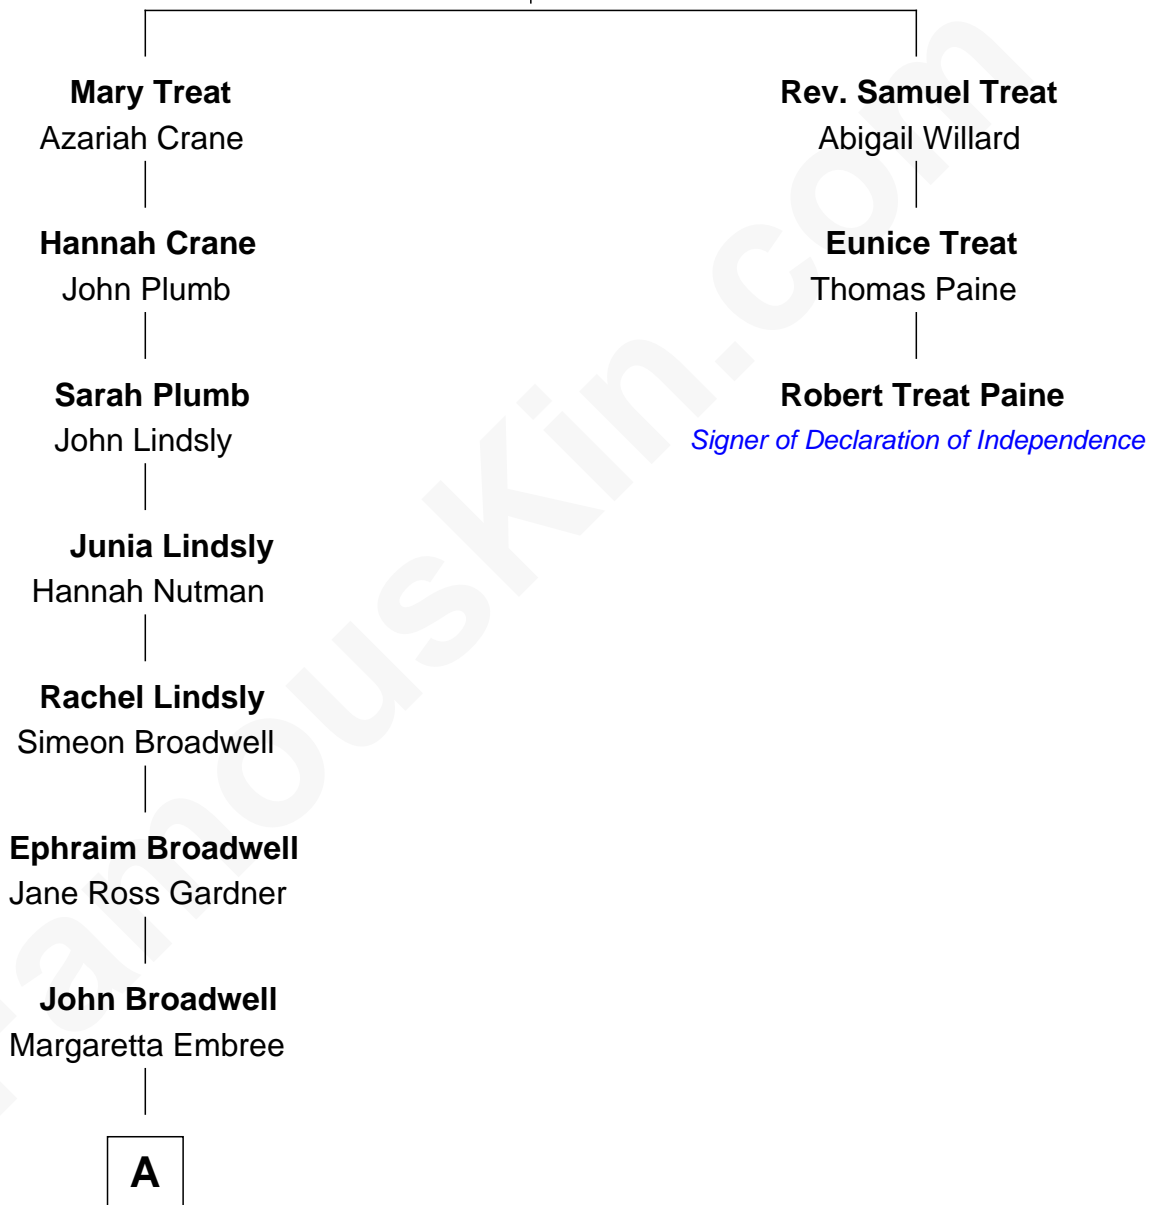 Mary Treat
Azariah Crane
Hannah Crane
John Plumb
Sarah Plumb
John Lindsly
Junia Lindsly
Hannah Nutman
Rachel Lindsly
Simeon Broadwell
Ephraim Broadwell
Jane Ross Gardner
John Broadwell
Margaretta Embree
A
Rev. Samuel Treat
Abigail Willard
Eunice Treat
Thomas Paine
Robert Treat Paine
Signer of Declaration of Independence
FamousKin.com